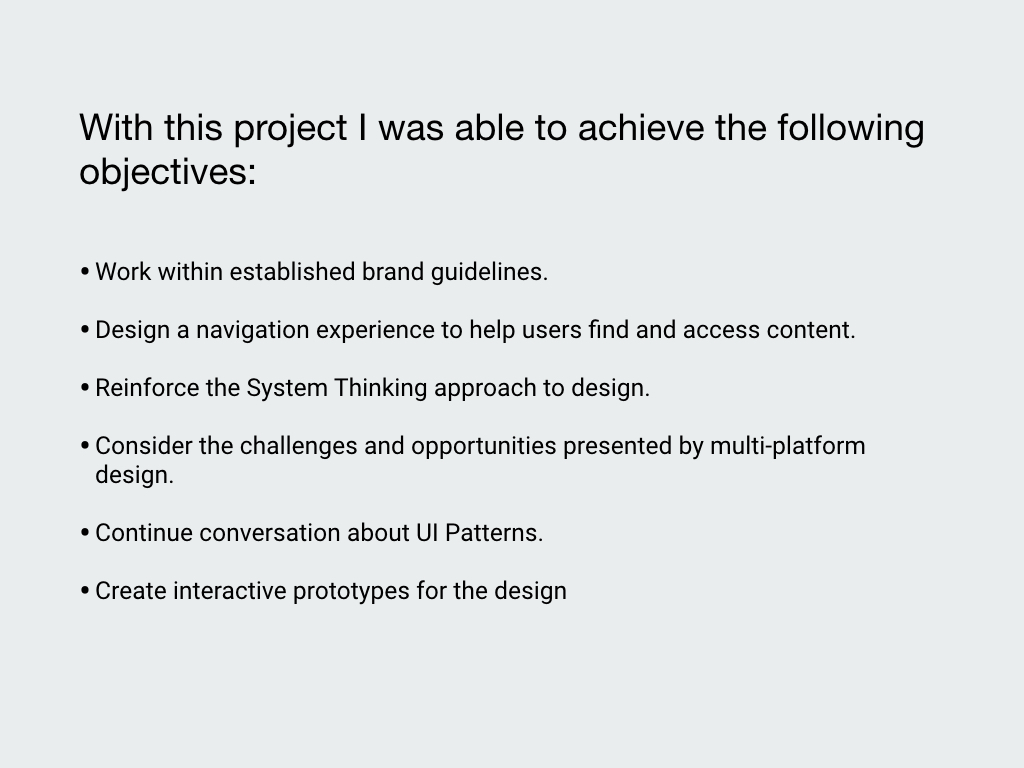 With this project I was able to achieve the following
objectives:
• Work within established brand guidelines.
• Design a navigation experience to help users find and access content.
• Reinforce the System Thinking approach to design.
• Consider the challenges and opportunities presented by multi-platform
design.
• Continue conversation about UI Patterns.
• Create interactive prototypes for the design